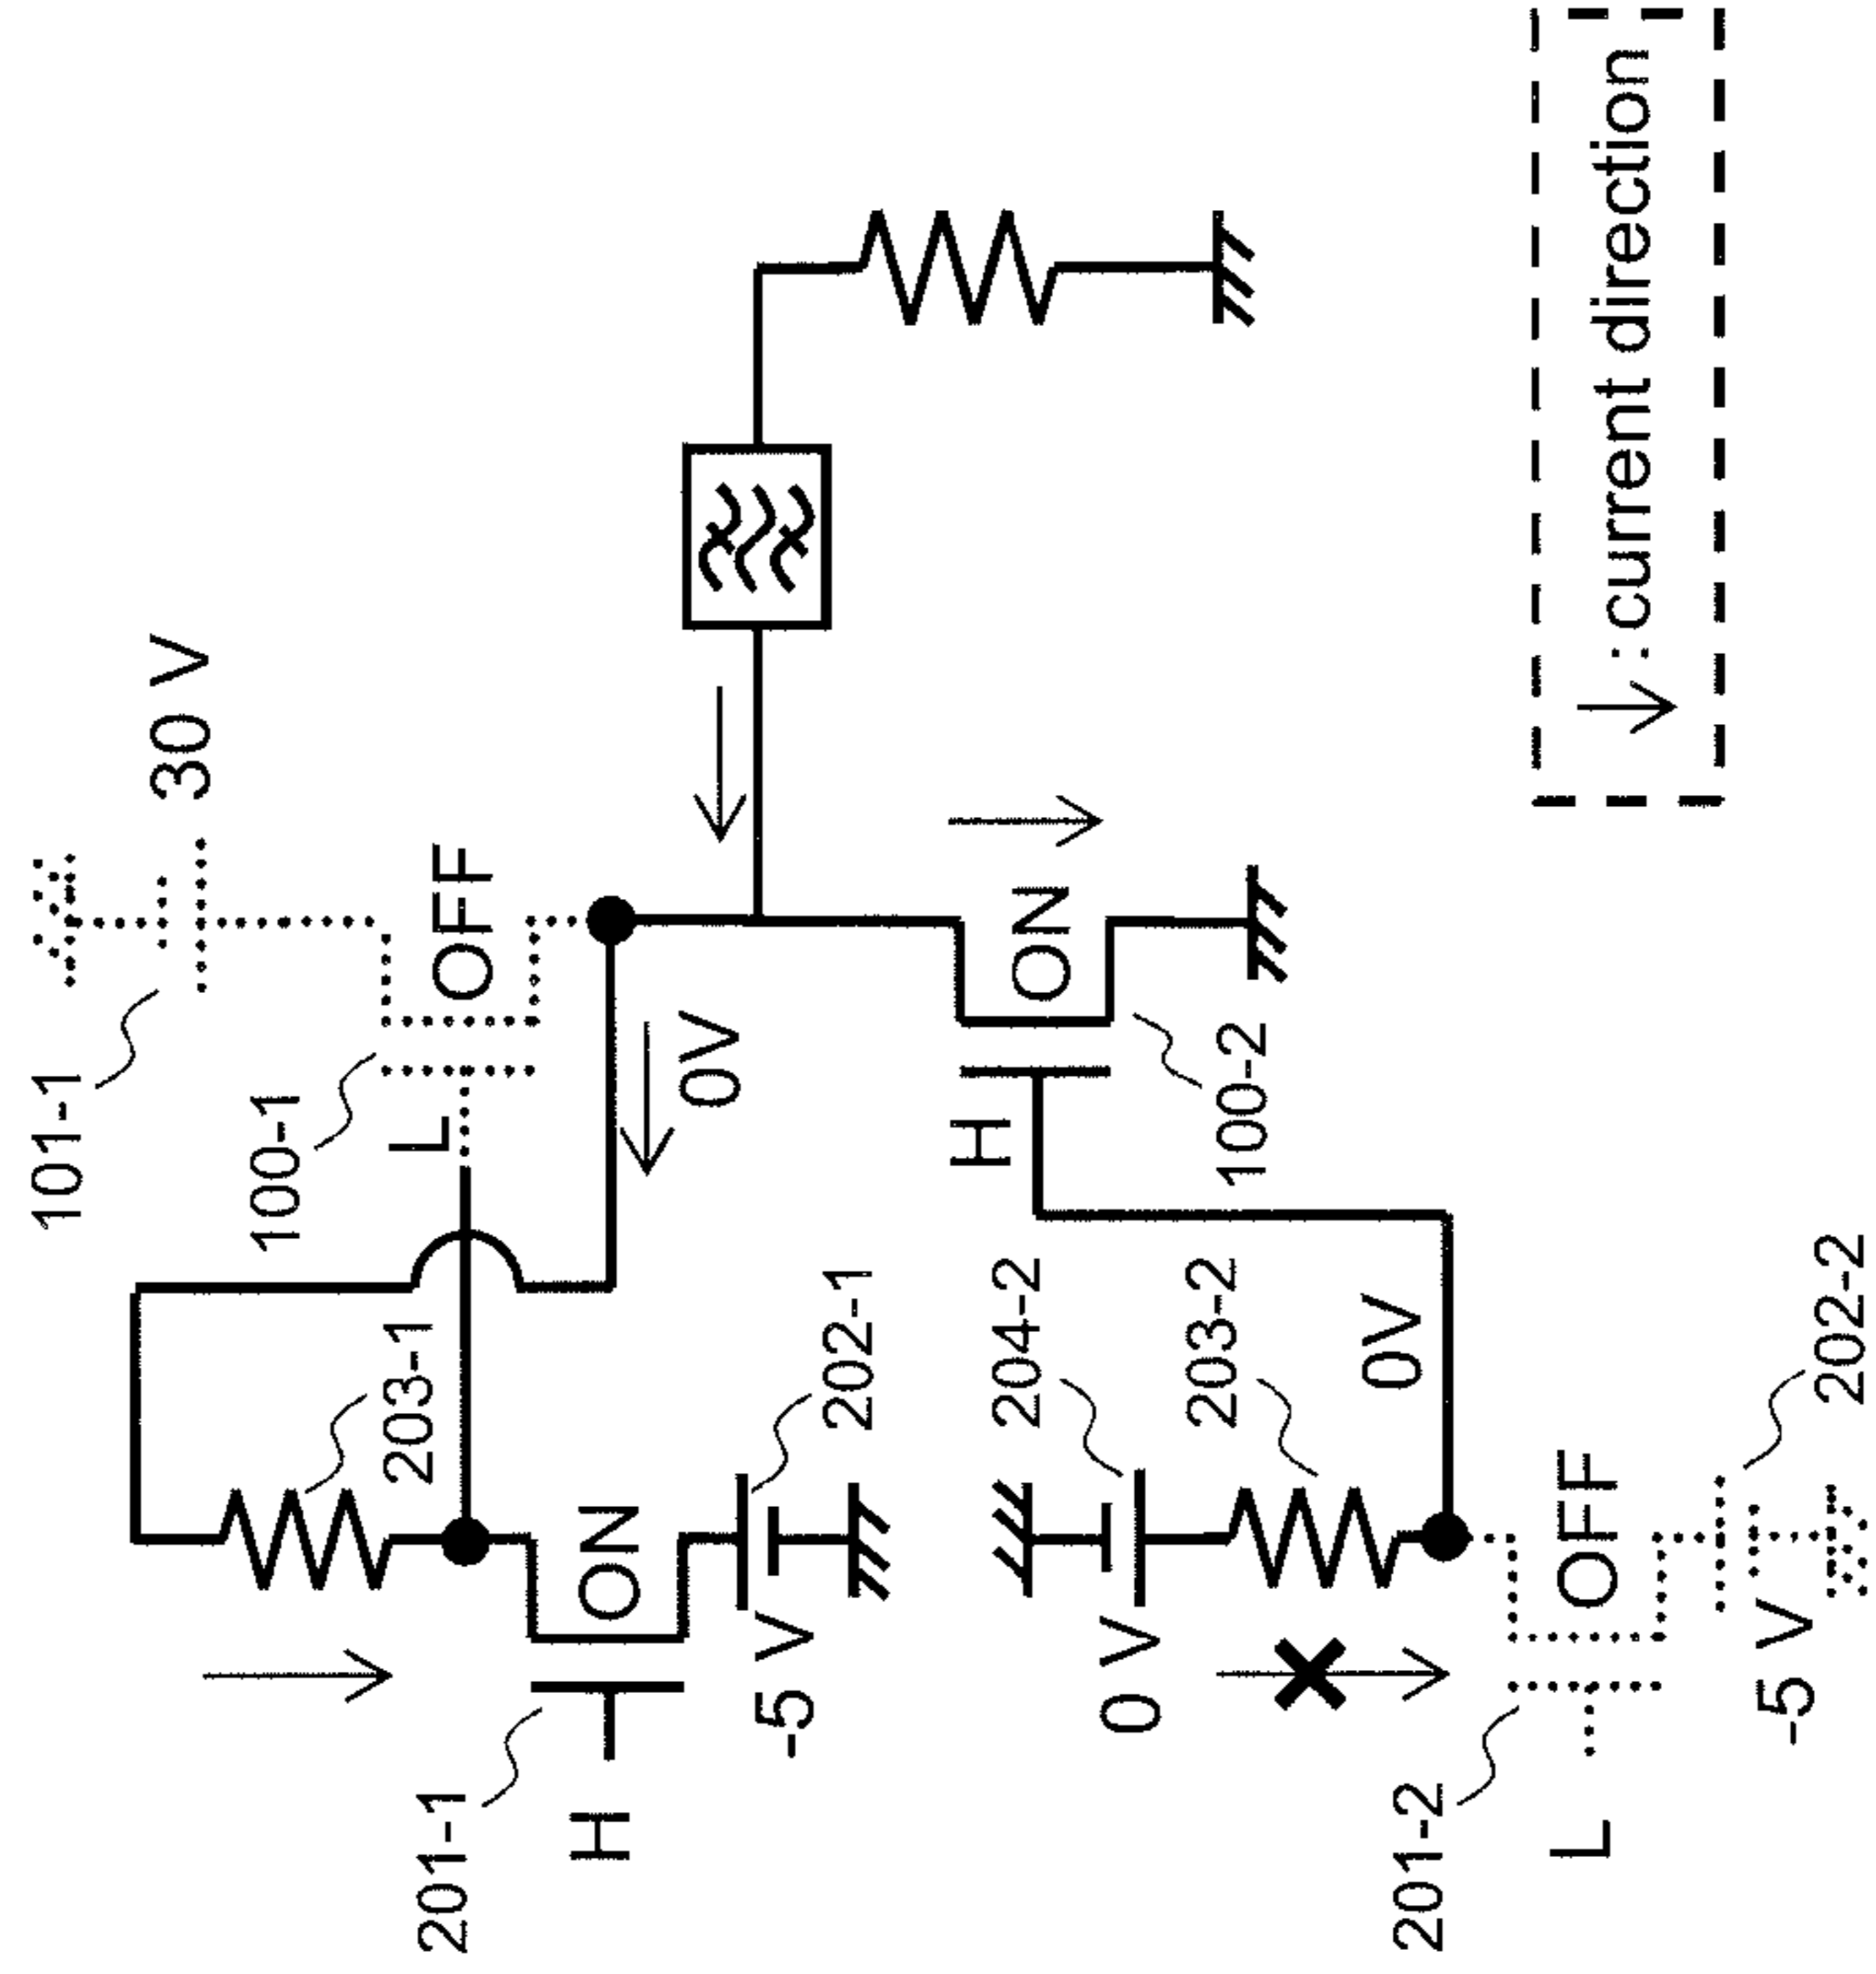 101-1
30 V
100-1
OFF
L
203-1
0V
201-1
H
ON
202-1
-5 V
ON
H
100-2
204-2
0 V
203-2
0V
201-2
L
OFF
202-2
-5 V
: current direction